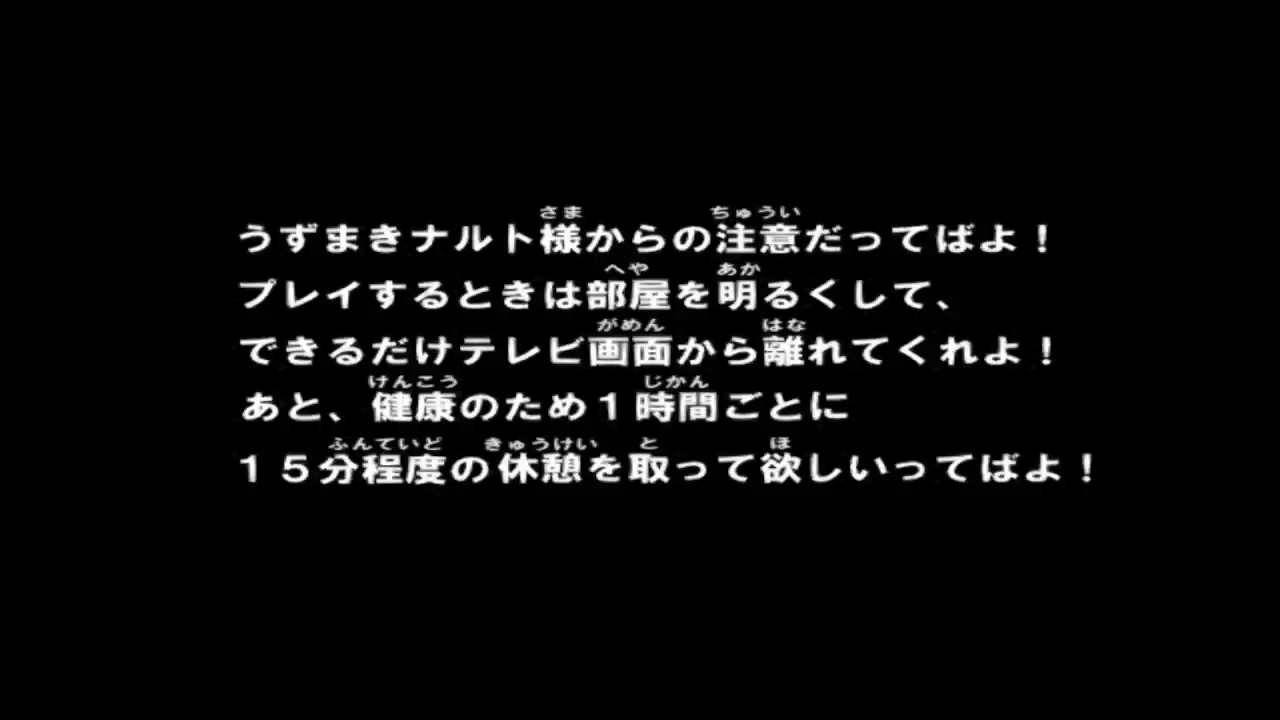 うずまきナルト様からの注意だってばよ！
プレイするときは部屋を明るくして、
できるだけテレビ画面から離れてくれよ！
あと、健康のため１時間ごとに
１５分程度の休憩を取って欲しいってばよ！